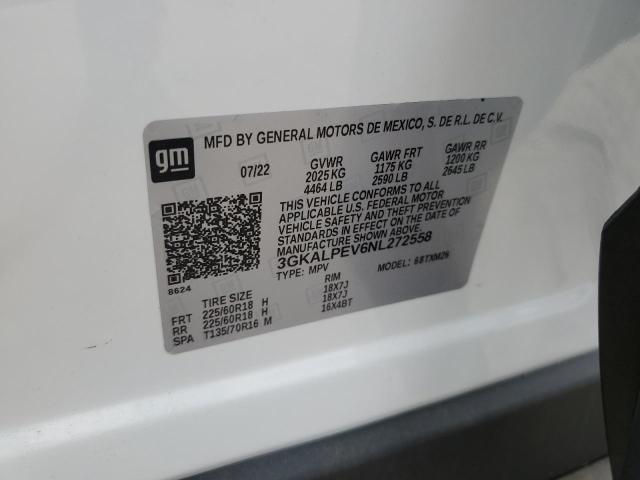 gm
MFD BY GENERAL MOTORS DE MEXICO, S. DE R.L. DE C.V.
07/22 GVWR GAWR FRT GAWR RR
2025 KG 1175 KG 1200 KG
4464 LB 2590 LB 2645 LB
THIS VEHICLE CONFORMS TO ALL
APPLICABLE U.S. FEDERAL MOTOR
VEHICLE SAFETY AND THEFT PREVENTION
STANDARDS IN EFFECT ON THE DATE OF
MANUFACTURE SHOWN ABOVE.
3GKALPEV6NL272558
TYPE: MPV 68TXM26
8624
TIRE SIZE RIM
FRT 225/60R18 H 18X7J
RR 225/60R18 H 18X7J
SPA T135/70R16 M 16X4BT